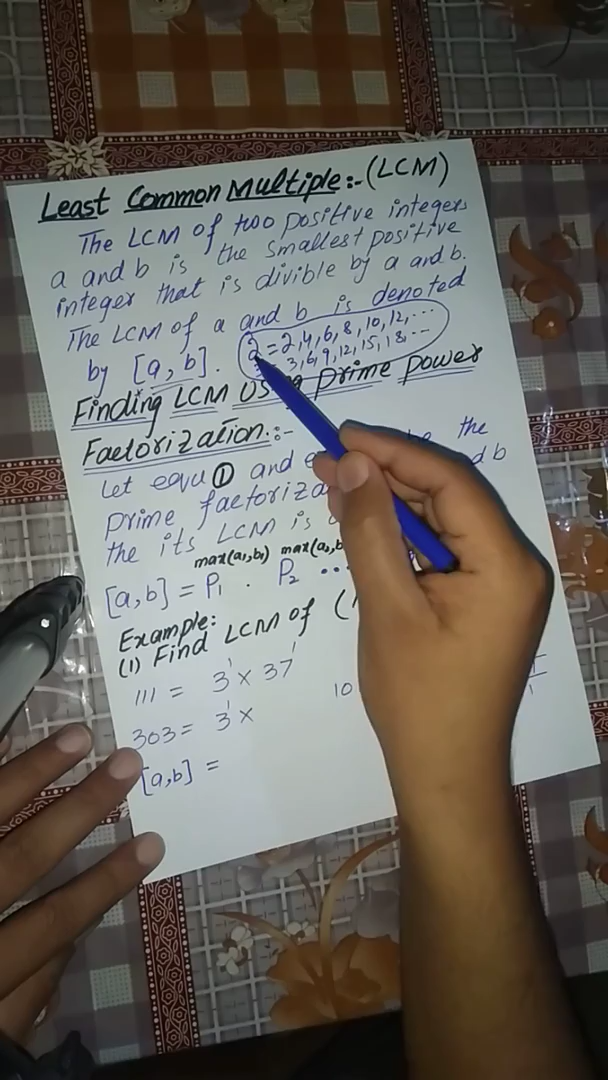 Least Common Multiple:-(LCM)
The LCM of two positive integers
a and b is the smallest positive
integer that is divible by a and b.
The LCM of a and b is denoted
by [a,b].
2 = 2,4,6,8,10,12,...
3,6,9,12,15,18,...
Finding LCM Using prime power
Factorization:-
Let equ ① and be the
prime factoriza d b
the its LCM is
[a,b] = P₁^max(a₁,b₁) . P₂^max(a₂,b ...
Example:
(1) Find LCM of (
111 = 3¹ × 37¹
303 = 3¹ ×
10
[a,b] =